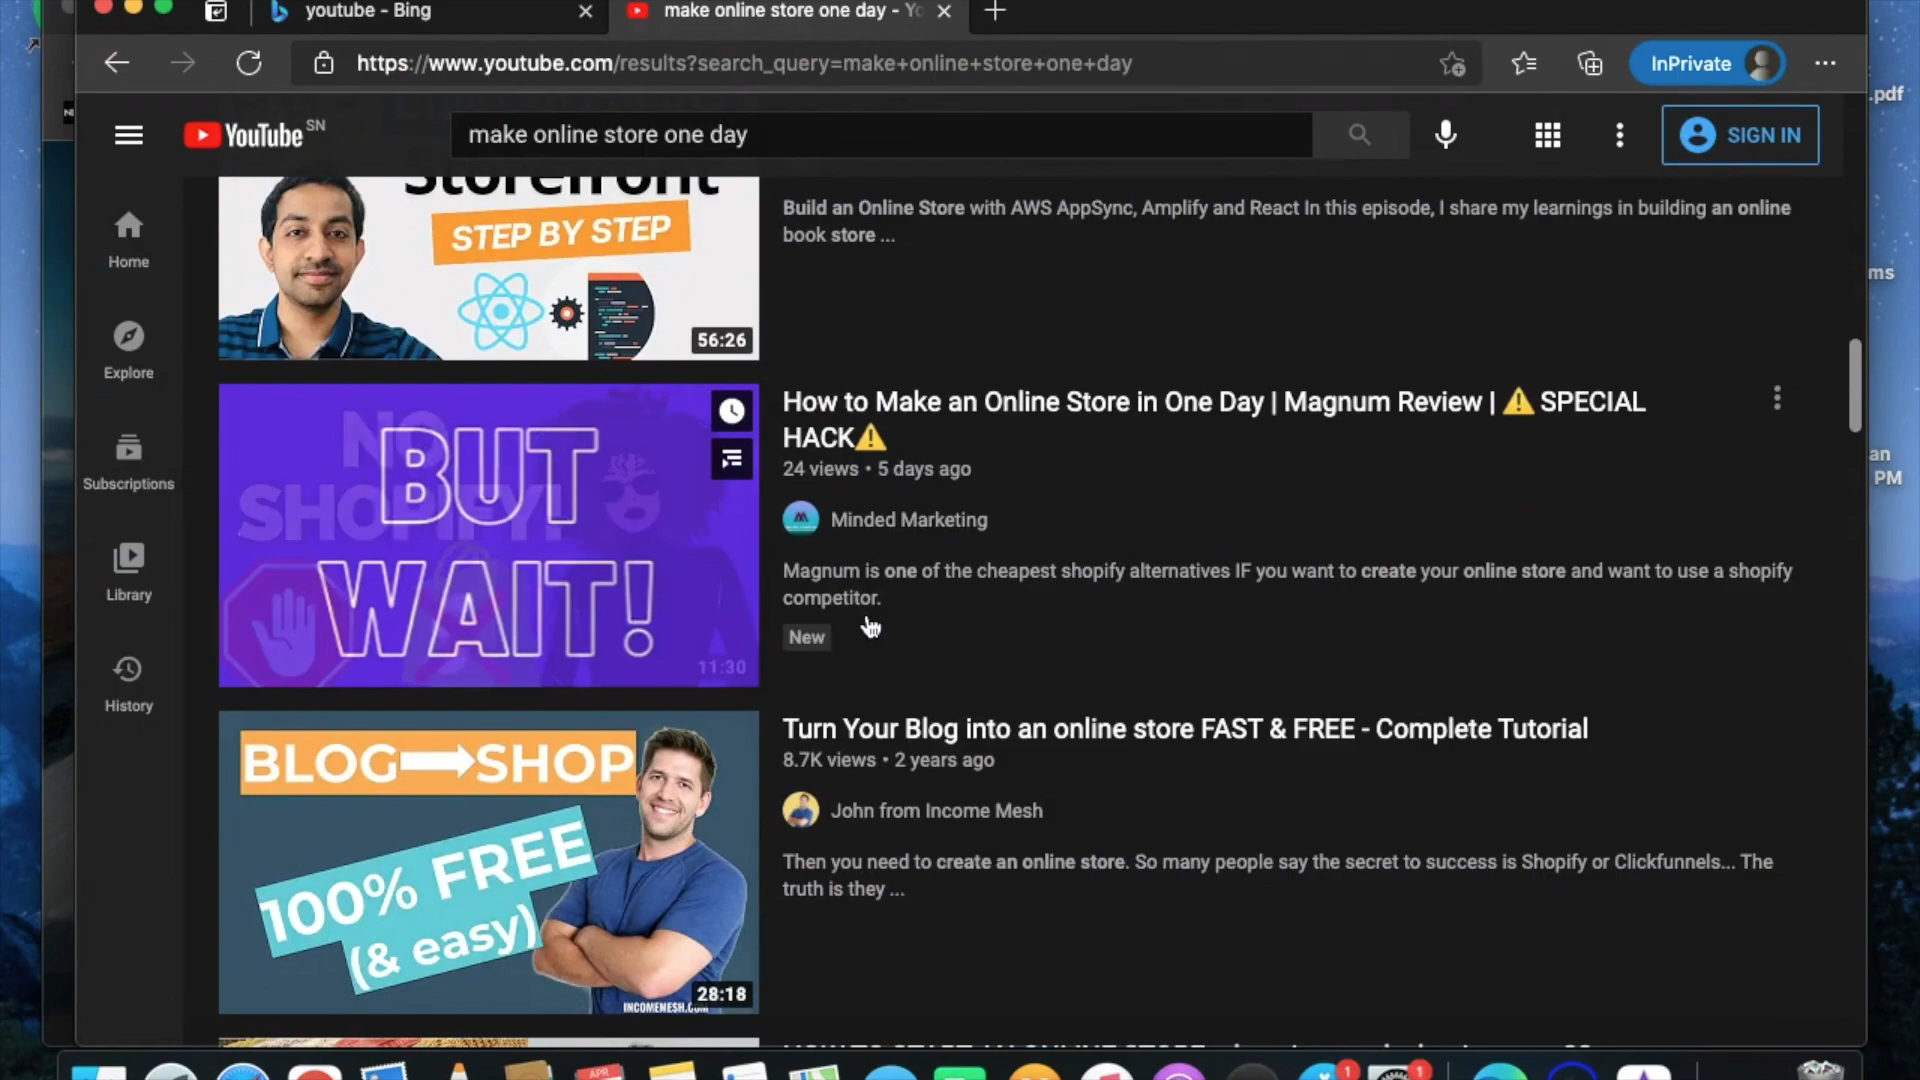 youtube - Bing
make online store one day - Yo
https://www.youtube.com/results?search_query=make+online+store+one+day
InPrivate
.pdf
YouTube SN
make online store one day
SIGN IN
Home
Explore
Subscriptions
Library
History
Storefront
STEP BY STEP
56:26
Build an Online Store with AWS AppSync, Amplify and React In this episode, I share my learnings in building an online
book store ...
ms
NO
SHOPIFY!
BUT
WAIT!
11:30
How to Make an Online Store in One Day | Magnum Review | ⚠️ SPECIAL
HACK⚠️
24 views • 5 days ago
Minded Marketing
Magnum is one of the cheapest shopify alternatives IF you want to create your online store and want to use a shopify
competitor.
New
an
PM
BLOG SHOP
100% FREE
(& easy)
INCOMEMESH.COM
28:18
Turn Your Blog into an online store FAST & FREE - Complete Tutorial
8.7K views • 2 years ago
John from Income Mesh
Then you need to create an online store. So many people say the secret to success is Shopify or Clickfunnels... The
truth is they ...
APR
1
1